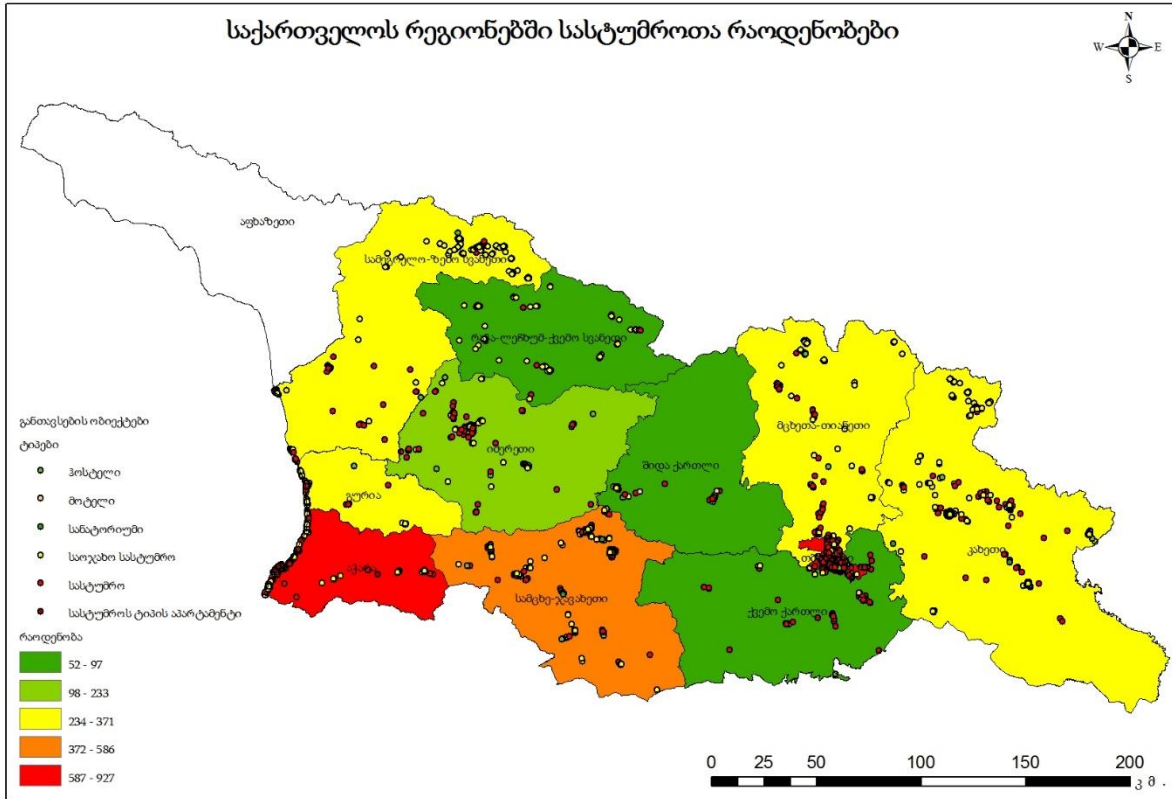 საქართველოს რეგიონებში სასტუმროთა რაოდენობები
N
W E
S
აფხაზეთი
სამეგრელო-ზემო სვანეთი
რაჭა-ლეჩხუმ-ქვემო სვანეთი
მცხეთა-თიანეთი
იმერეთი
შიდა ქართლი
გურია
კახეთი
სამცხე-ჯავახეთი
ქვემო ქართლი
განთავსების ობიექტები
ტიპები
ჰოსტელი
მოტელი
სანატორიუმი
საოჯახო სასტუმრო
სასტუმრო
სასტუმროს ტიპის აპარტამენტი
რაოდენობა
52 - 97
98 - 233
234 - 371
372 - 586
587 - 927
0 25 50 100 150 200
კმ.